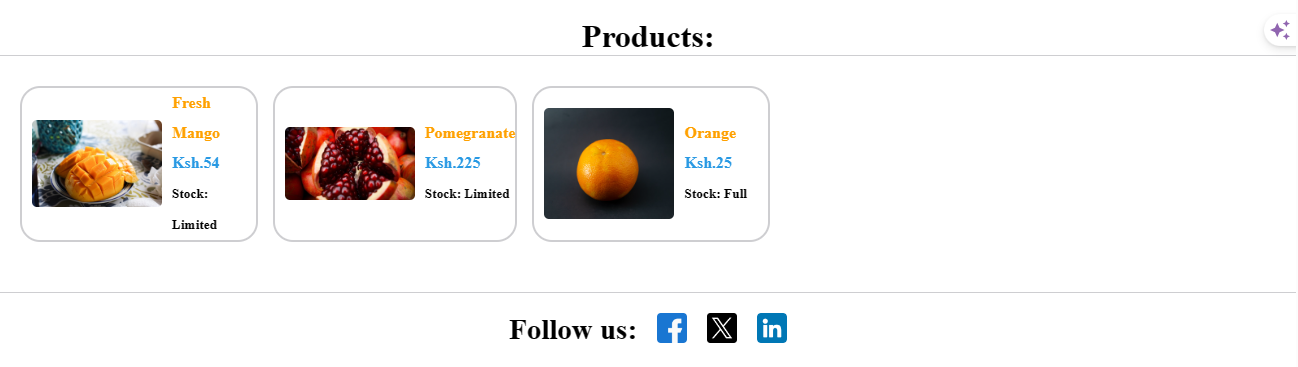 Products:
Fresh
Mango
Ksh.54
Stock:
Limited
Pomegranate
Ksh.225
Stock: Limited
Orange
Ksh.25
Stock: Full
Follow us: